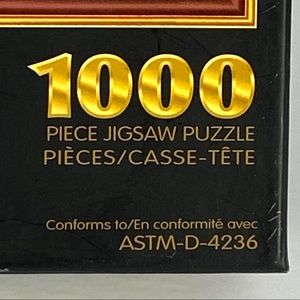 1000
PIECE JIGSAW PUZZLE
PIÈCES/CASSE-TÊTE
Conforms to/En conformité avec
ASTM-D-4236